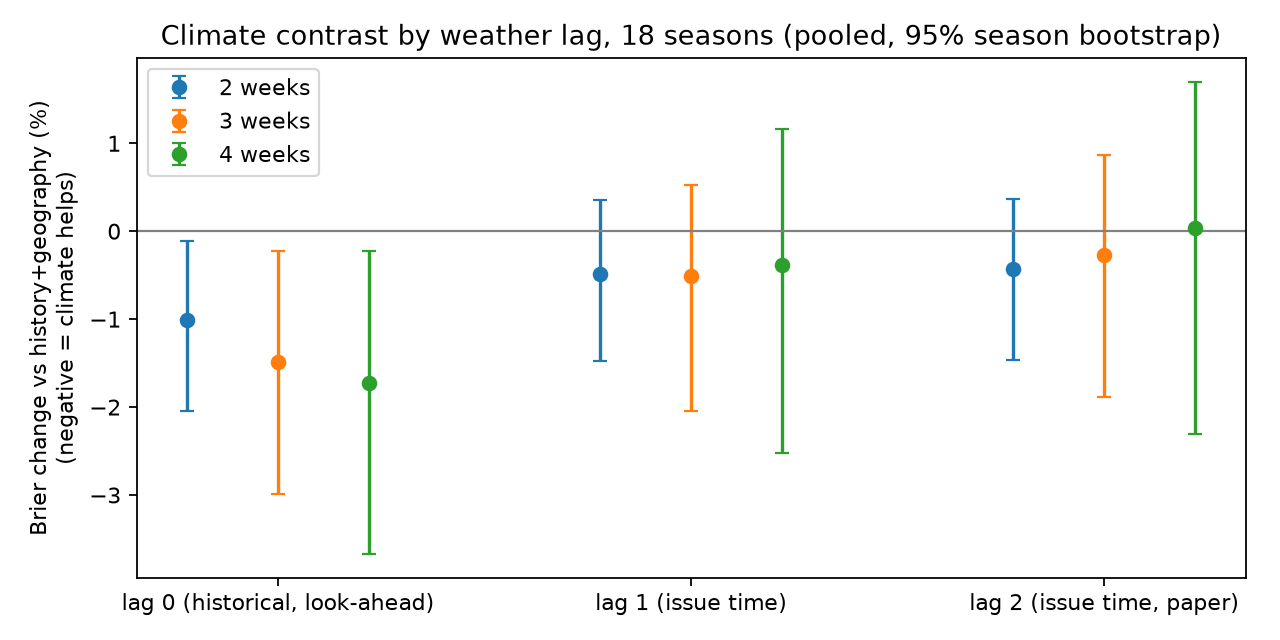 Climate contrast by weather lag, 18 seasons (pooled, 95% season bootstrap)
2 weeks
3 weeks
4 weeks
Brier change vs history+geography (%)
(negative = climate helps)
1
0
−1
−2
−3
lag 0 (historical, look-ahead)
lag 1 (issue time)
lag 2 (issue time, paper)